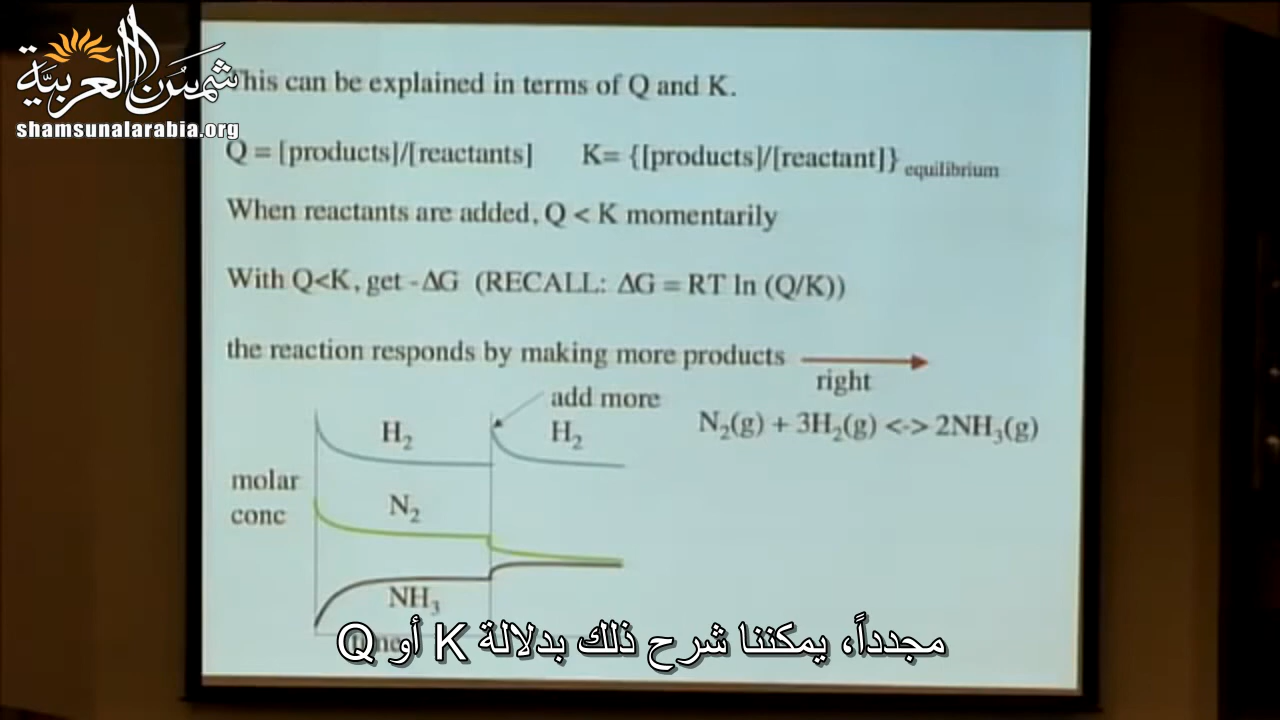 شمس العربية
shamsunalarabia.org
This can be explained in terms of Q and K.
Q = [products]/[reactants] K= {[products]/[reactant]} equilibrium
When reactants are added, Q < K momentarily
With Q<K, get -ΔG (RECALL: ΔG = RT ln (Q/K))
the reaction responds by making more products
right
add more
H₂
H₂
N₂(g) + 3H₂(g) <-> 2NH₃(g)
molar
conc
N₂
NH₃
مجدداً، يمكننا شرح ذلك بدلالة K أو Q